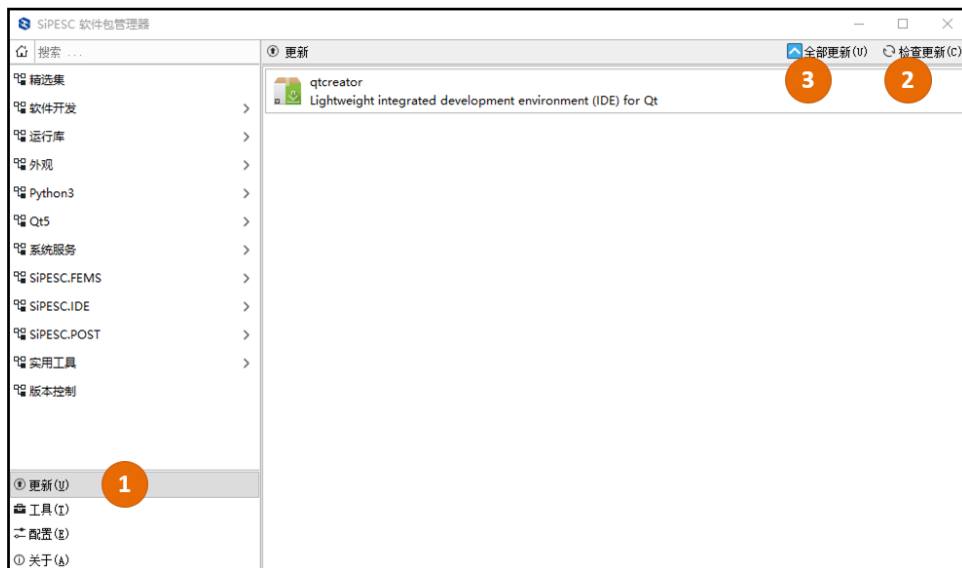 SiPESC 软件包管理器
搜索 ...
更新
全部更新(U)
检查更新(C)
3
2
精选集
qtcreator
Lightweight integrated development environment (IDE) for Qt
软件开发
运行库
外观
Python3
Qt5
系统服务
SiPESC.FEMS
SiPESC.IDE
SiPESC.POST
实用工具
版本控制
更新(U)
1
工具(T)
配置(E)
关于(A)